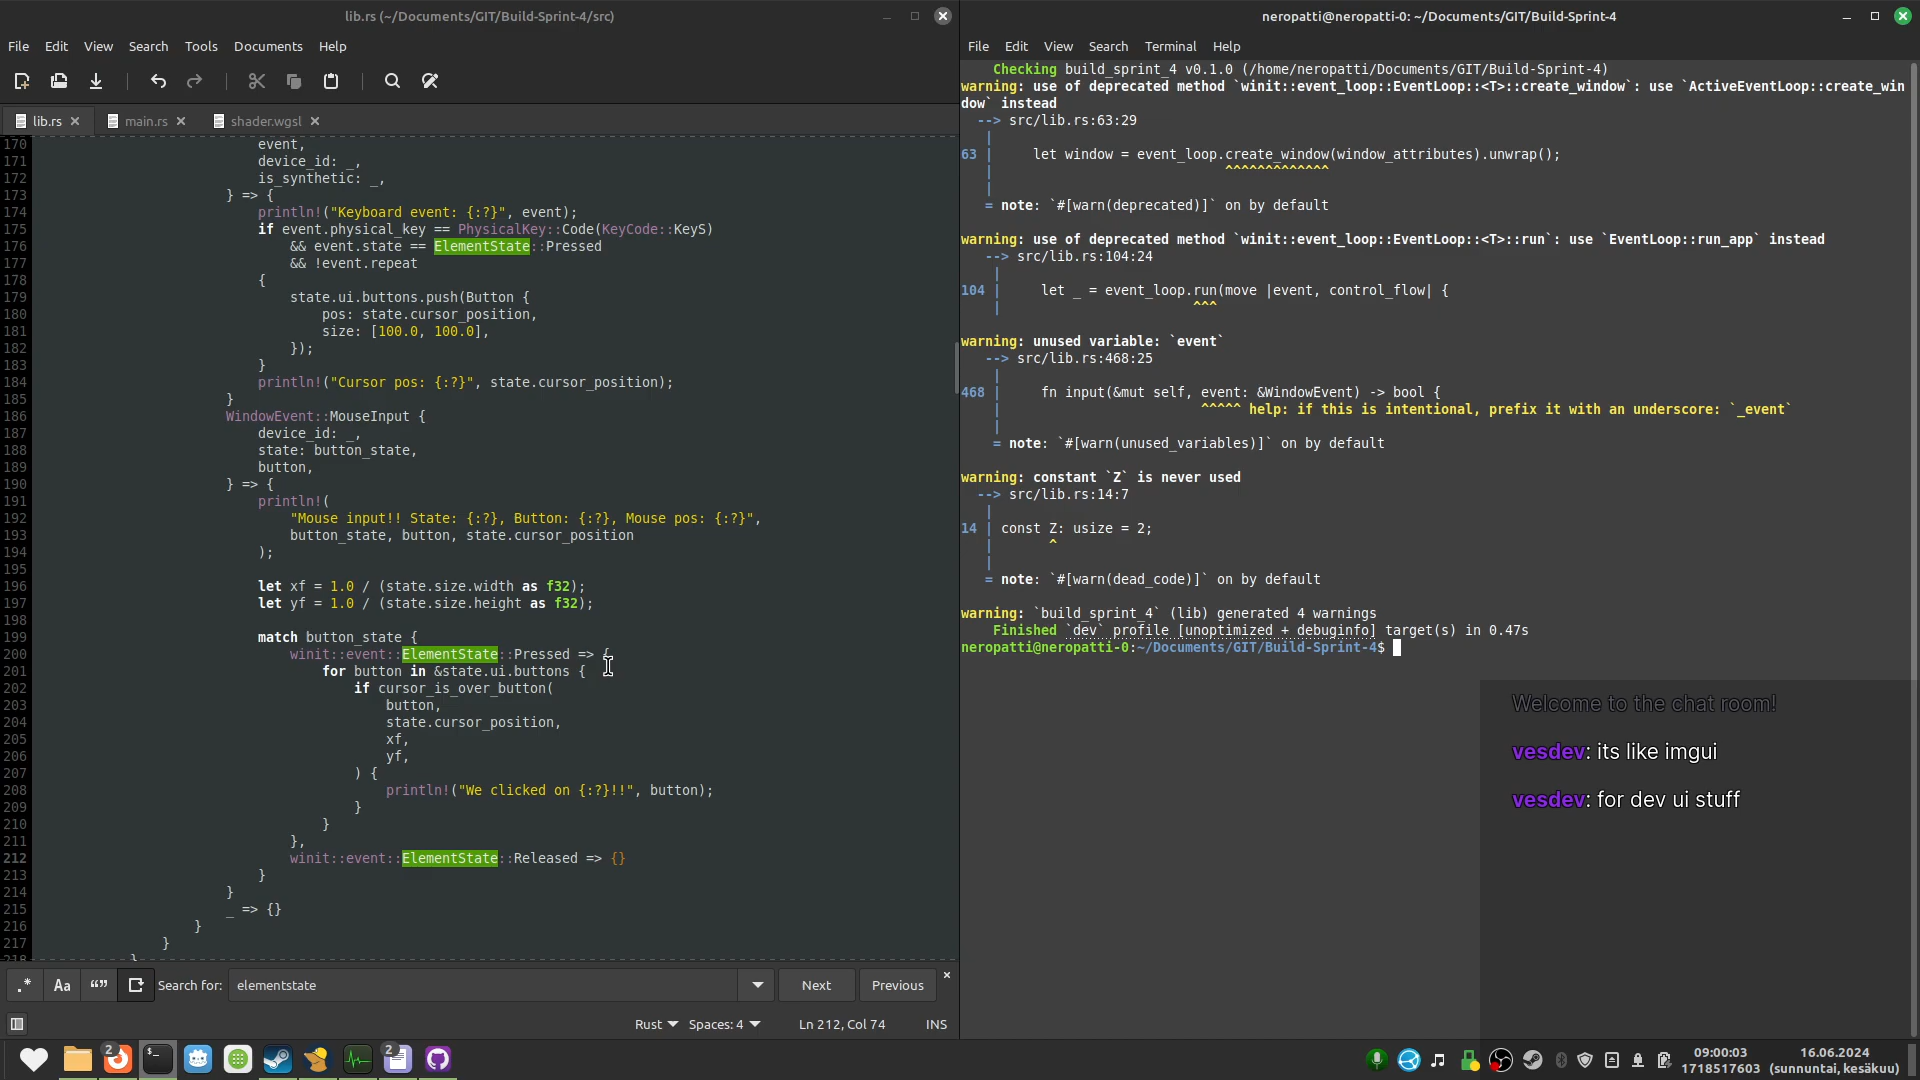 lib.rs (~/Documents/GIT/Build-Sprint-4/src)
File Edit View Search Tools Documents Help
lib.rs main.rs shader.wgsl
170 event,
171 device_id: _,
172 is_synthetic: _,
173 } => {
174 println!("Keyboard event: {:?}", event);
175 if event.physical_key == PhysicalKey::Code(KeyCode::KeyS)
176 && event.state == ElementState::Pressed
177 && !event.repeat
178 {
179 state.ui.buttons.push(Button {
180 pos: state.cursor_position,
181 size: [100.0, 100.0],
182 });
183 }
184 println!("Cursor pos: {:?}", state.cursor_position);
185 }
186 WindowEvent::MouseInput {
187 device_id: _,
188 state: button_state,
189 button,
190 } => {
191 println!(
192 "Mouse input!! State: {:?}, Button: {:?}, Mouse pos: {:?}",
193 button_state, button, state.cursor_position
194 );
195
196 let xf = 1.0 / (state.size.width as f32);
197 let yf = 1.0 / (state.size.height as f32);
198
199 match button_state {
200 winit::event::ElementState::Pressed => {
201 for button in &state.ui.buttons {
202 if cursor_is_over_button(
203 button,
204 state.cursor_position,
205 xf,
206 yf,
207 ) {
208 println!("We clicked on {:?}!!", button);
209 }
210 }
211 },
212 winit::event::ElementState::Released => {}
213 }
214 }
215 _ => {}
216 }
217 }
218 }
.* Aa “” Search for: elementstate Next Previous
Rust Spaces: 4 Ln 212, Col 74 INS
neropatti@neropatti-0: ~/Documents/GIT/Build-Sprint-4
File Edit View Search Terminal Help
Checking build_sprint_4 v0.1.0 (/home/neropatti/Documents/GIT/Build-Sprint-4)
warning: use of deprecated method `winit::event_loop::EventLoop::<T>::create_window`: use `ActiveEventLoop::create_win
dow` instead
--> src/lib.rs:63:29
|
63 | let window = event_loop.create_window(window_attributes).unwrap();
| ^^^^^^^^^^^^^
|
= note: `#[warn(deprecated)]` on by default
warning: use of deprecated method `winit::event_loop::EventLoop::<T>::run`: use `EventLoop::run_app` instead
--> src/lib.rs:104:24
|
104 | let _ = event_loop.run(move |event, control_flow| {
| ^^^
warning: unused variable: `event`
--> src/lib.rs:468:25
|
468 | fn input(&mut self, event: &WindowEvent) -> bool {
| ^^^^^ help: if this is intentional, prefix it with an underscore: `_event`
|
= note: `#[warn(unused_variables)]` on by default
warning: constant `Z` is never used
--> src/lib.rs:14:7
|
14 | const Z: usize = 2;
| ^
|
= note: `#[warn(dead_code)]` on by default
warning: `build_sprint_4` (lib) generated 4 warnings
Finished `dev` profile [unoptimized + debuginfo] target(s) in 0.47s
neropatti@neropatti-0:~/Documents/GIT/Build-Sprint-4$
Welcome to the chat room!
vesdev: its like imgui
vesdev: for dev ui stuff
2 $_ 2
09:00:03 16.06.2024
1718517603 (sunnuntai, kesäkuu)